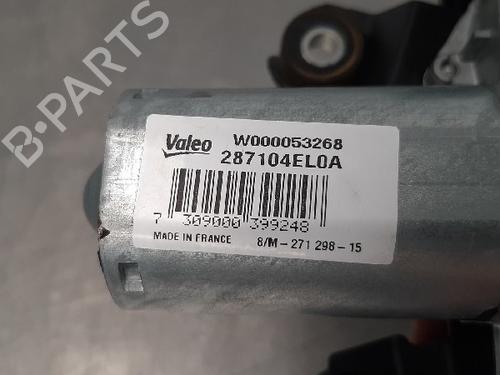 B-PARTS
Valeo
W000053268
287104EL0A
7 309000 399248
MADE IN FRANCE
8/M-271 298-15